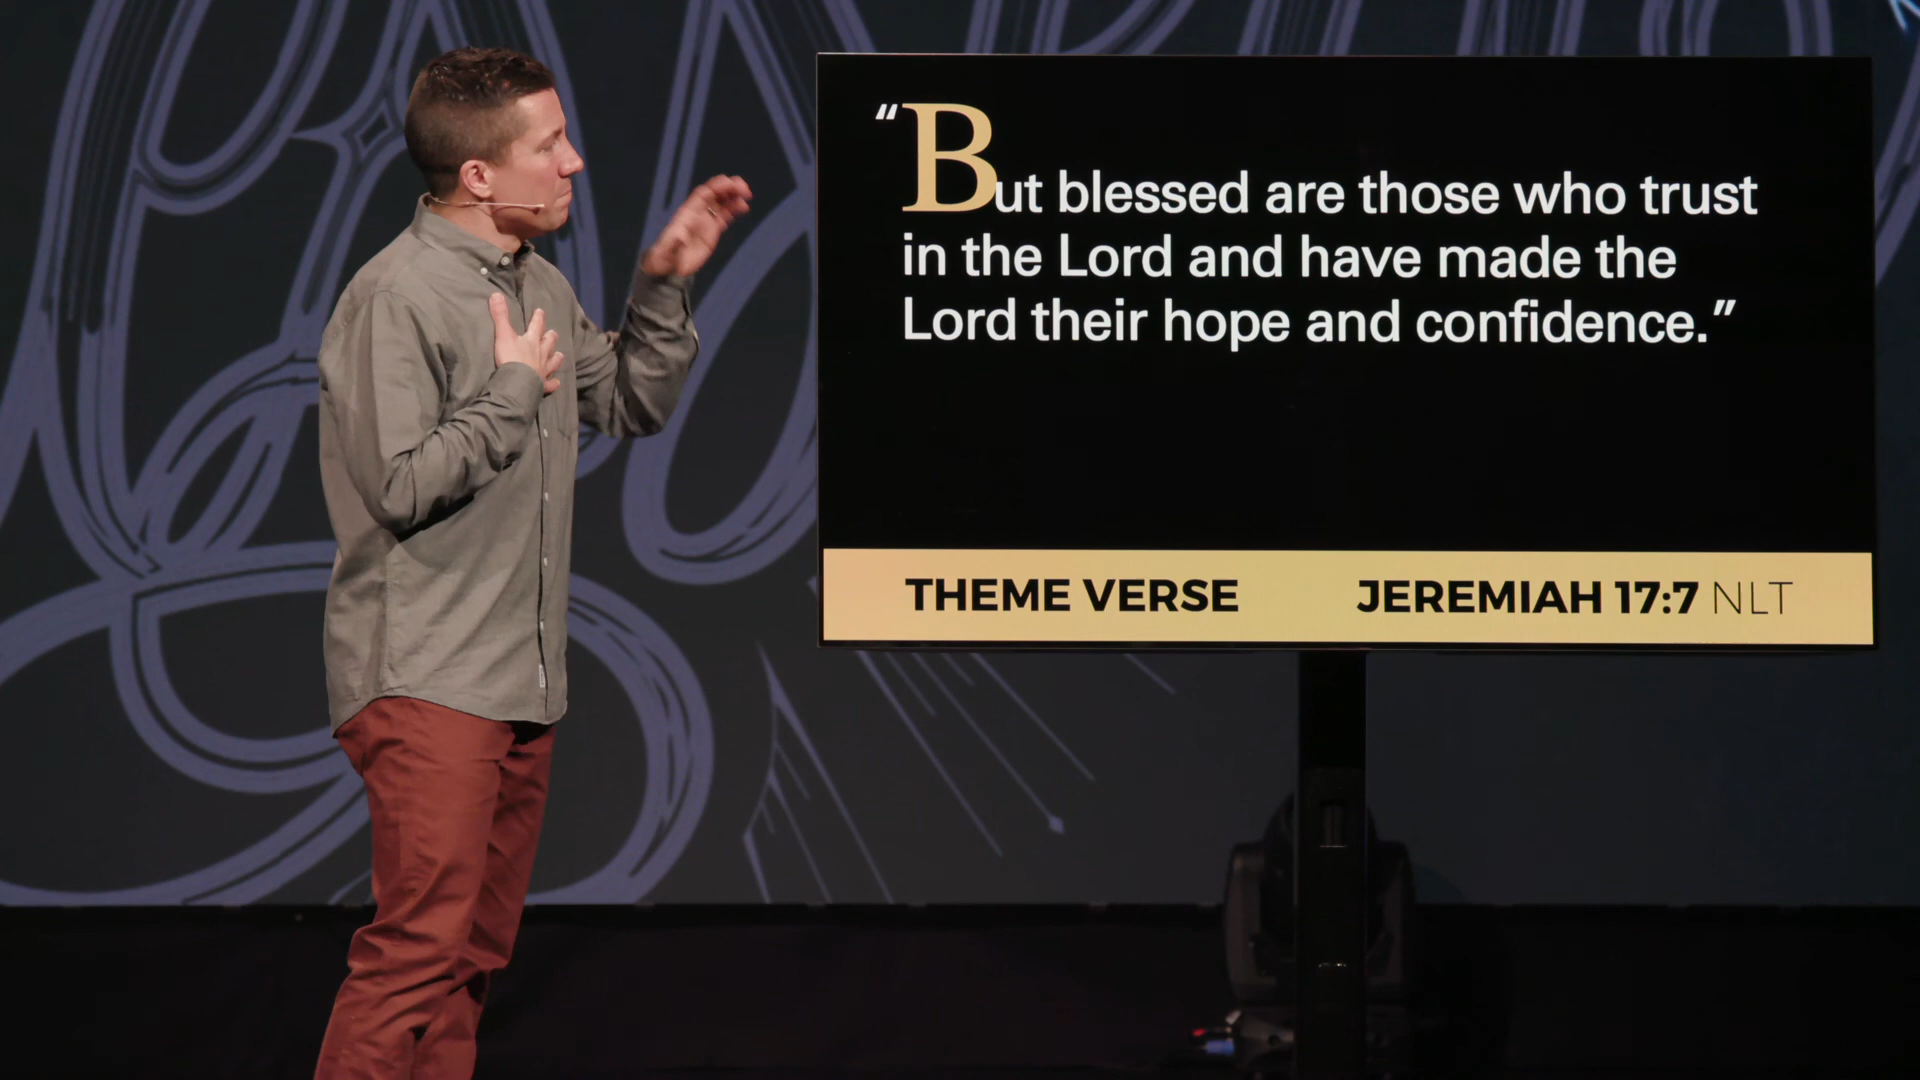 “But blessed are those who trust
in the Lord and have made the
Lord their hope and confidence.”
THEME VERSE JEREMIAH 17:7 NLT